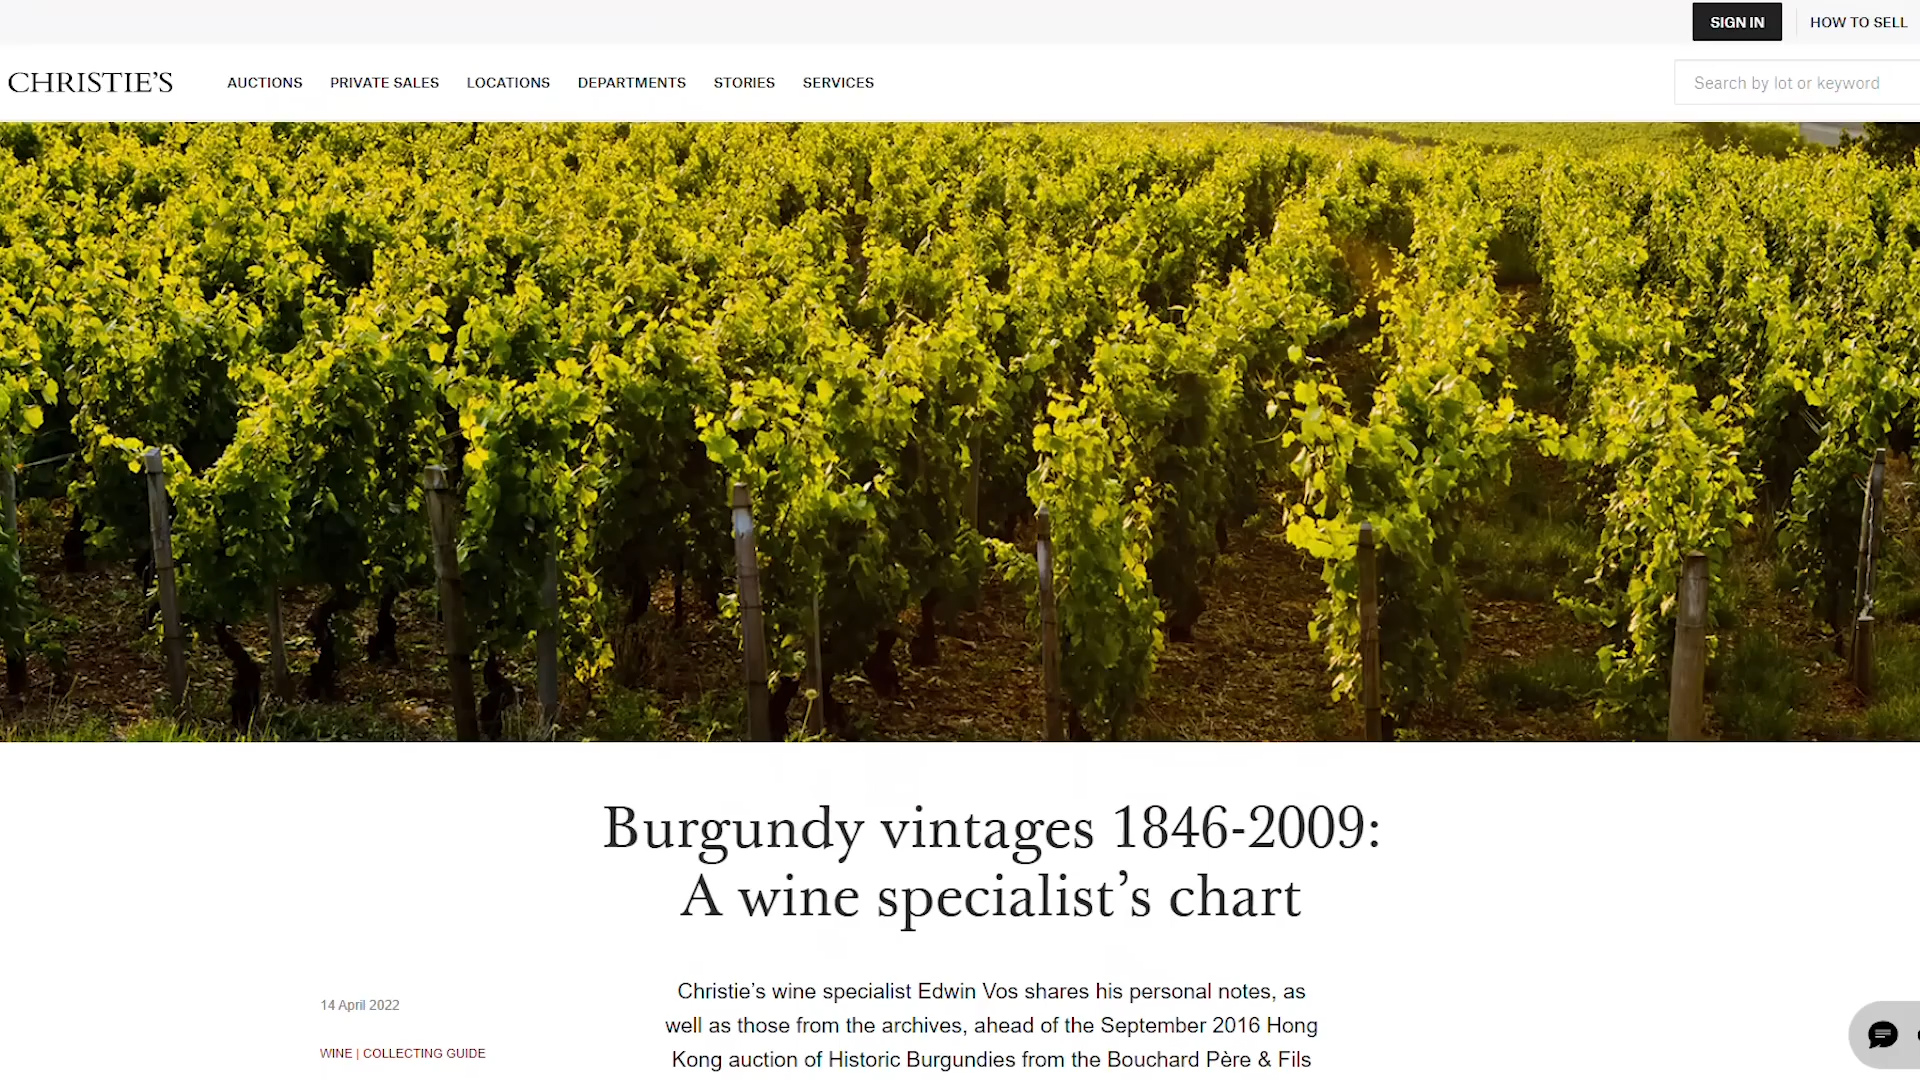 SIGN IN
HOW TO SELL
CHRISTIE'S
AUCTIONS
PRIVATE SALES
LOCATIONS
DEPARTMENTS
STORIES
SERVICES
Search by lot or keyword
Burgundy vintages 1846-2009:
A wine specialist’s chart
14 April 2022
WINE | COLLECTING GUIDE
Christie’s wine specialist Edwin Vos shares his personal notes, as
well as those from the archives, ahead of the September 2016 Hong
Kong auction of Historic Burgundies from the Bouchard Père & Fils